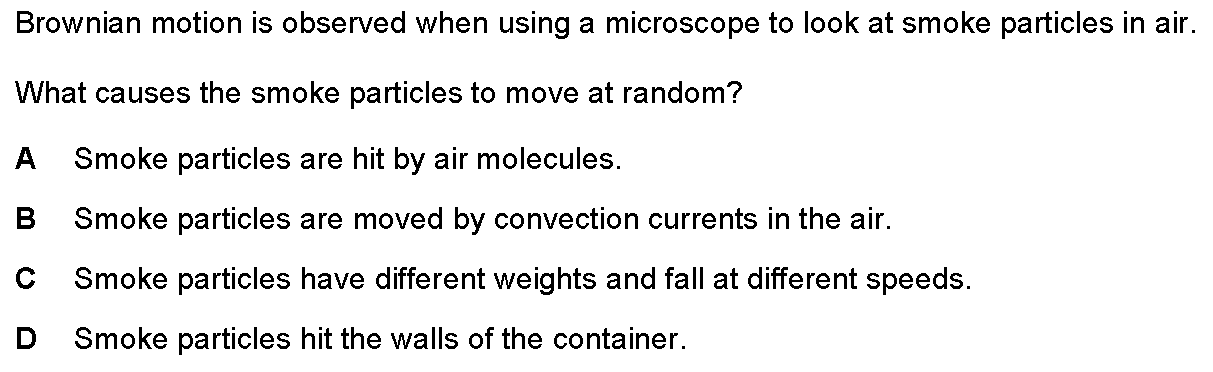 Brownian motion is observed when using a microscope to look at smoke particles in air.
What causes the smoke particles to move at random?
A Smoke particles are hit by air molecules.
B Smoke particles are moved by convection currents in the air.
C Smoke particles have different weights and fall at different speeds.
D Smoke particles hit the walls of the container.